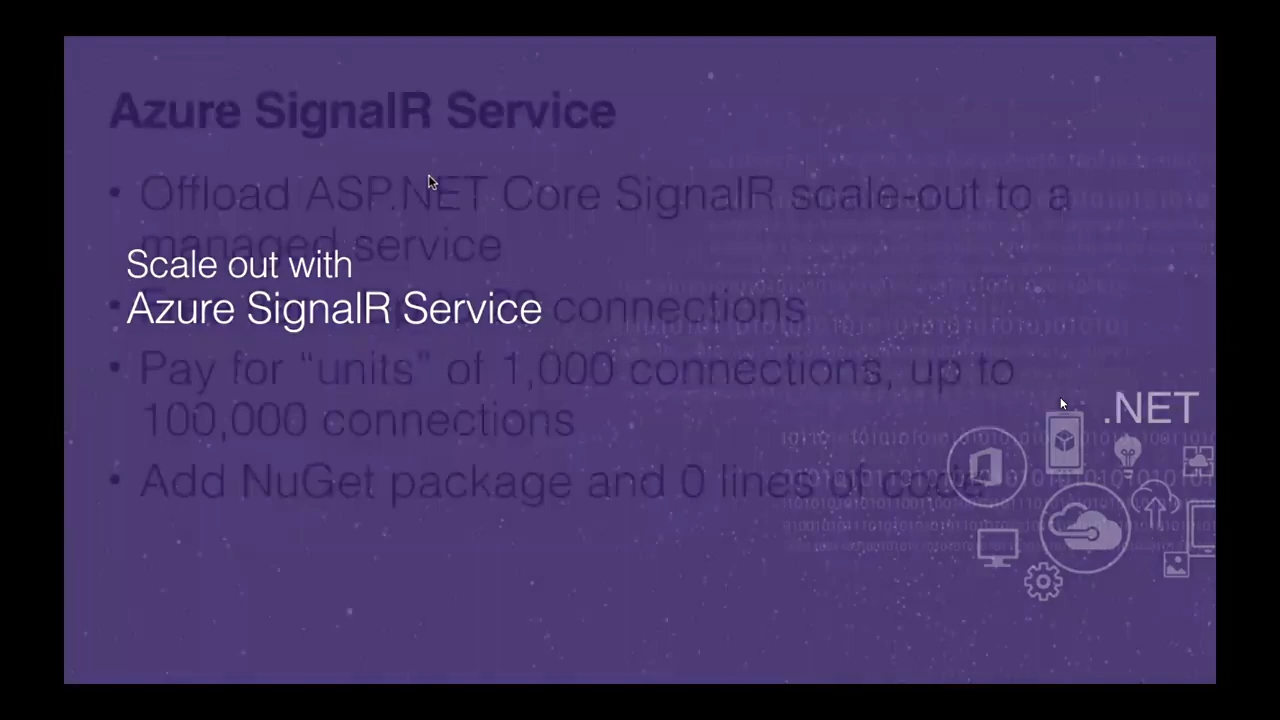 Azure SignalR Service
• Offload ASP.NET Core SignalR scale-out to a
managed service
Scale out with
Azure SignalR Service
connections
• Pay for “units” of 1,000 connections, up to
100,000 connections
.NET
• Add NuGet package and 0 lines of code